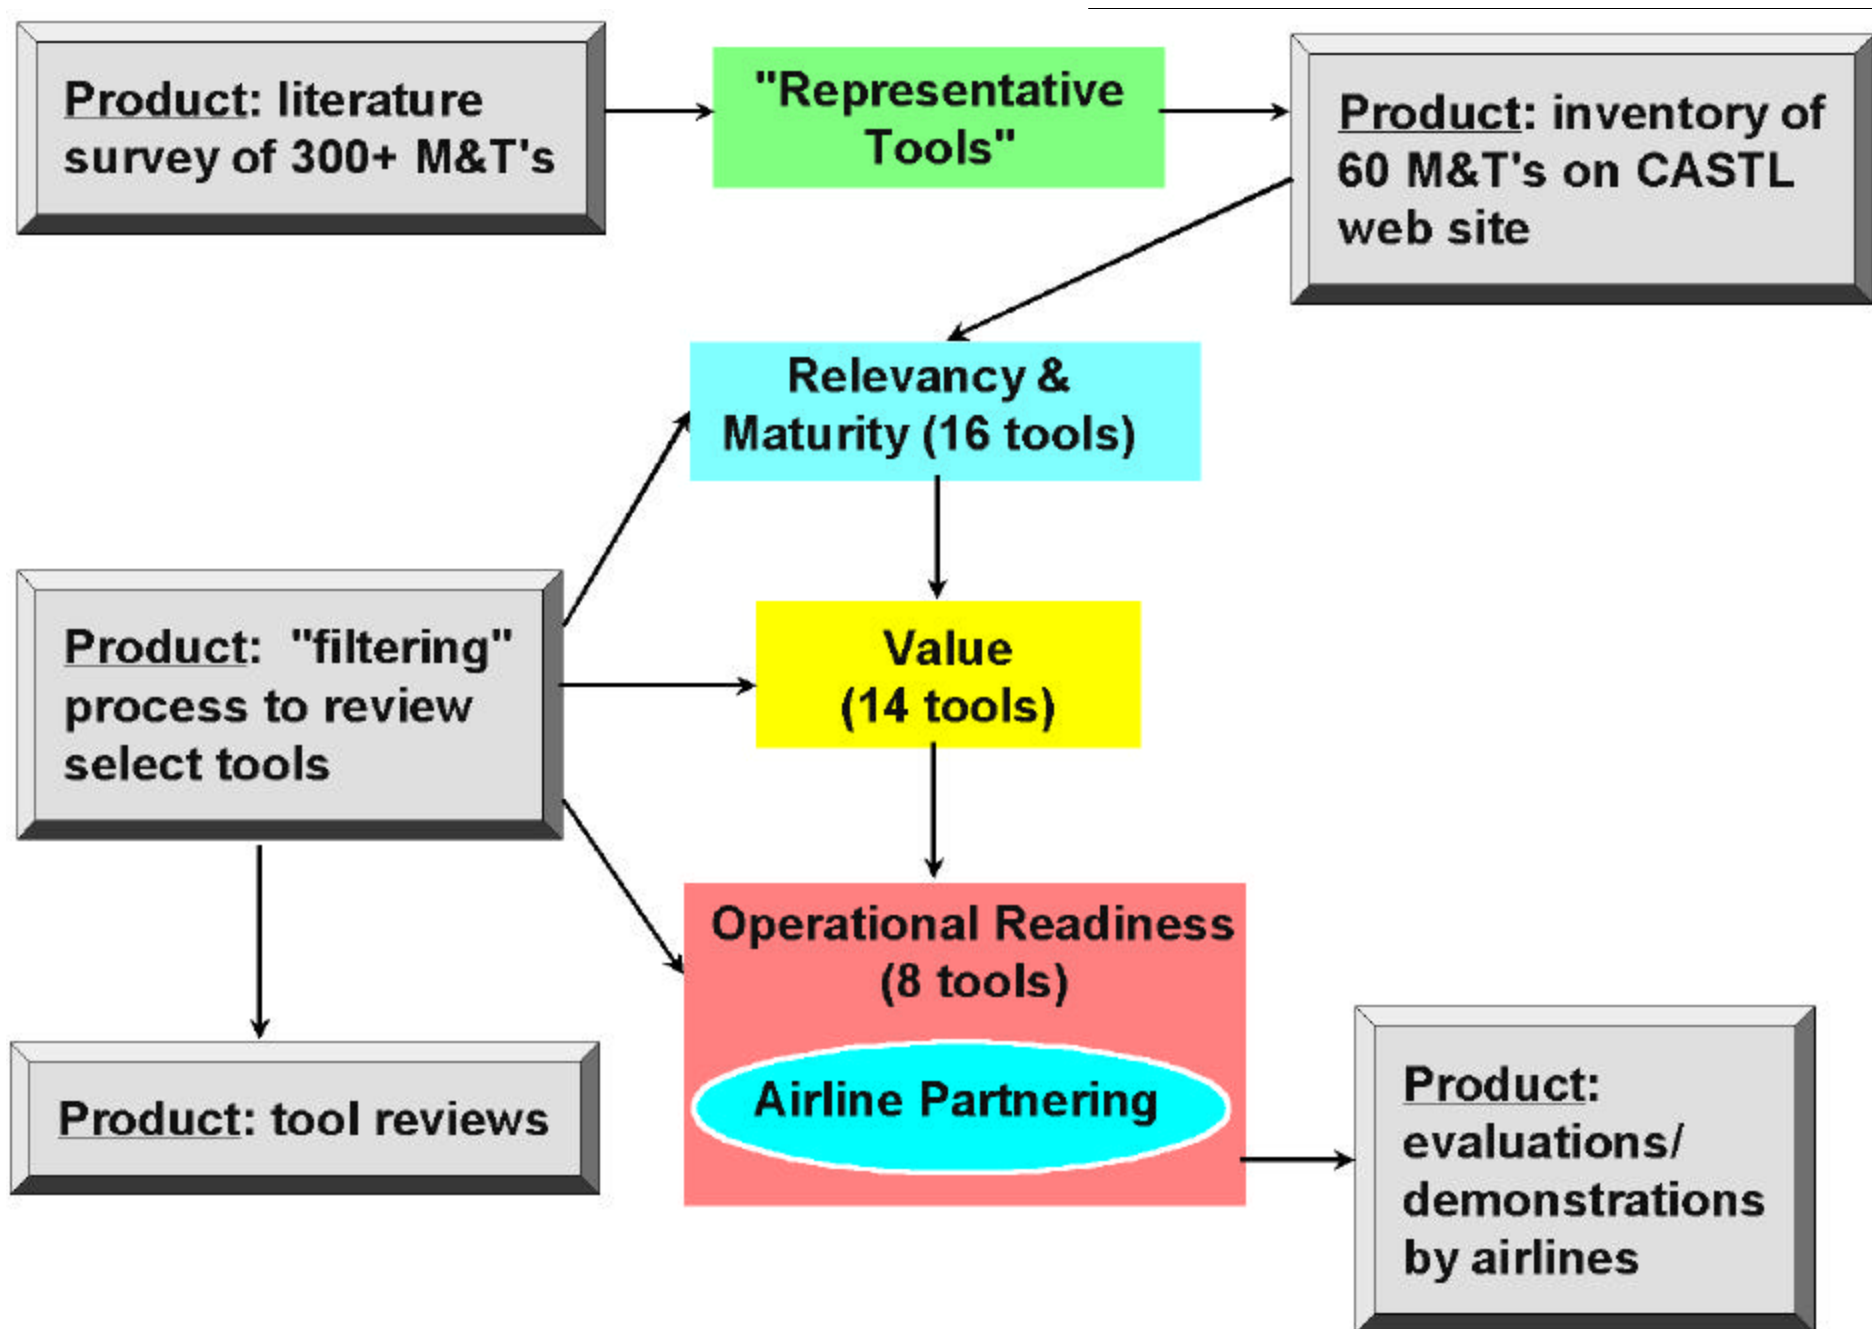 Product: literature
survey of 300+ M&T's
"Representative
Tools"
Product: inventory of
60 M&T's on CASTL
web site
Relevancy &
Maturity (16 tools)
Product: "filtering"
process to review
select tools
Value
(14 tools)
Operational Readiness
(8 tools)
Airline Partnering
Product: tool reviews
Product:
evaluations/
demonstrations
by airlines